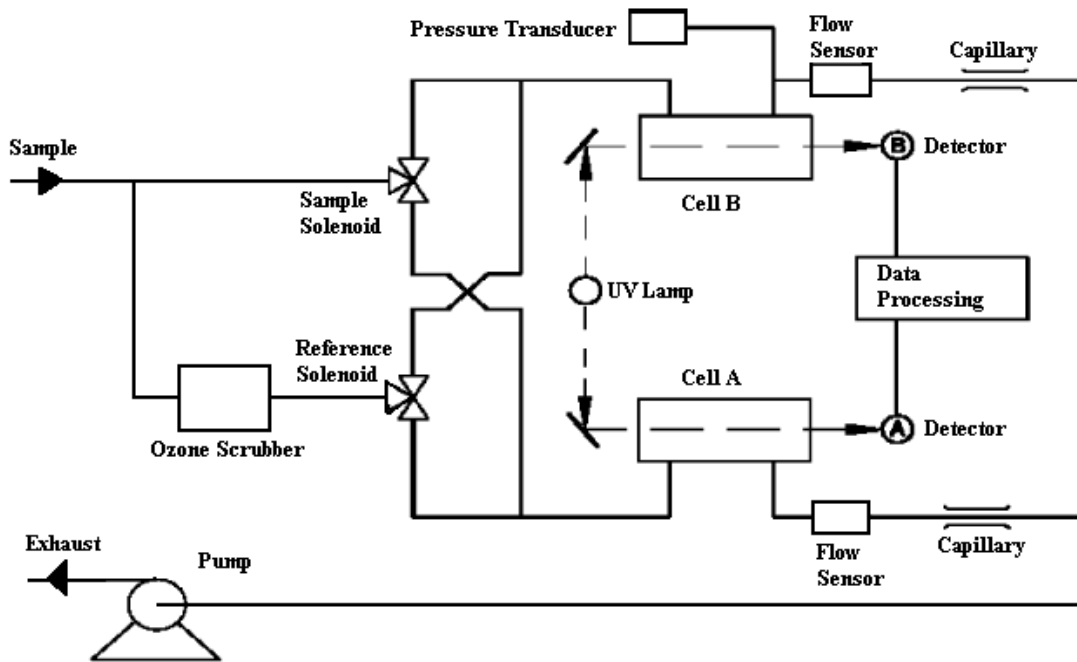 Pressure Transducer
Flow
Sensor
Capillary
Sample
Sample
Solenoid
B
Detector
Cell B
UV Lamp
Data
Processing
Reference
Solenoid
Cell A
Ozone Scrubber
A
Detector
Exhaust
Pump
Flow
Sensor
Capillary